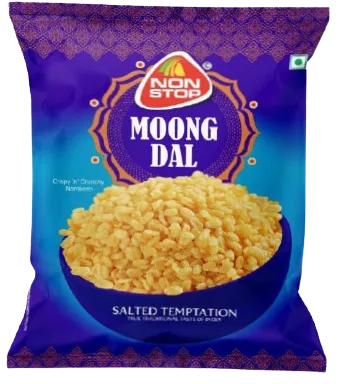 NON
STOP
MOONG
DAL
Crispy 'n' Crunchy
Namkeen
SALTED TEMPTATION
TRUE TRADITIONAL TASTE OF INDIA